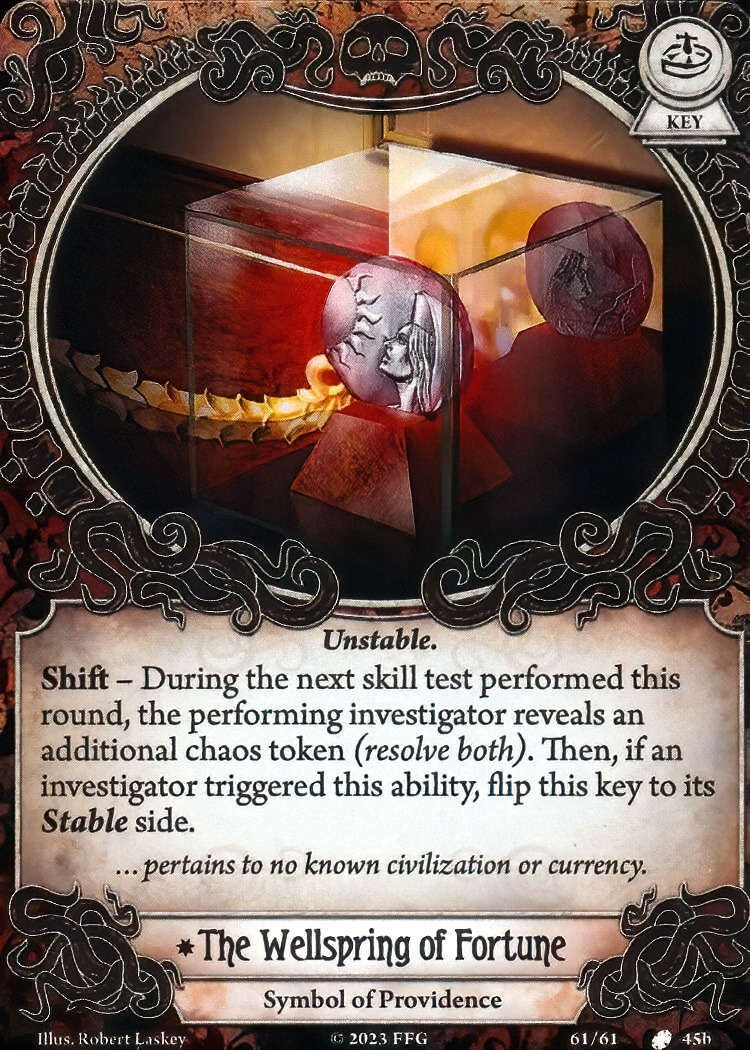 KEY
Unstable.
Shift – During the next skill test performed this
round, the performing investigator reveals an
additional chaos token (resolve both). Then, if an
investigator triggered this ability, flip this key to its
Stable side.
...pertains to no known civilization or currency.
The Wellspring of Fortune
Symbol of Providence
Illus. Robert Laskey
© 2023 FFG
61/61
45b